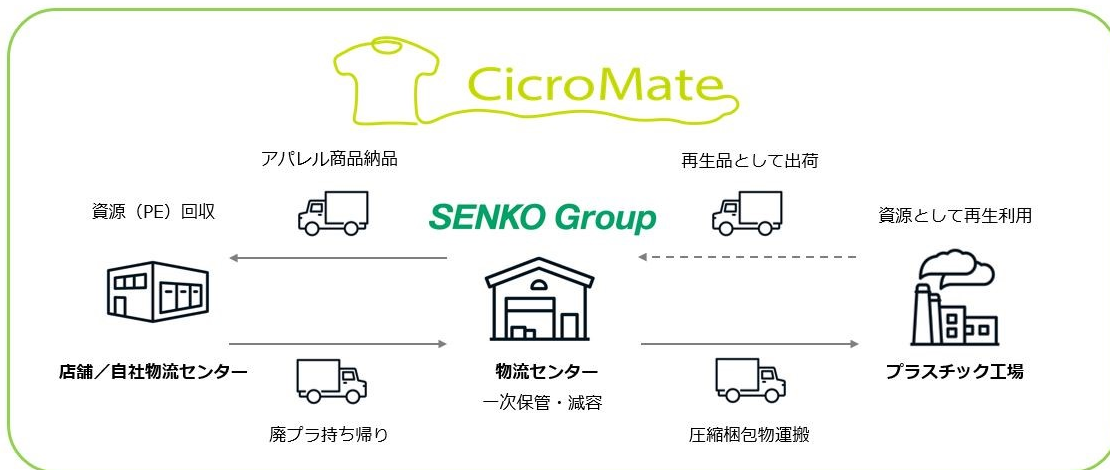 CicroMate
アパレル商品納品
再生品として出荷
資源（PE）回収
SENKO Group
資源として再生利用
店舗／自社物流センター
物流センター
プラスチック工場
一次保管・減容
廃プラ持ち帰り
圧縮梱包物運搬